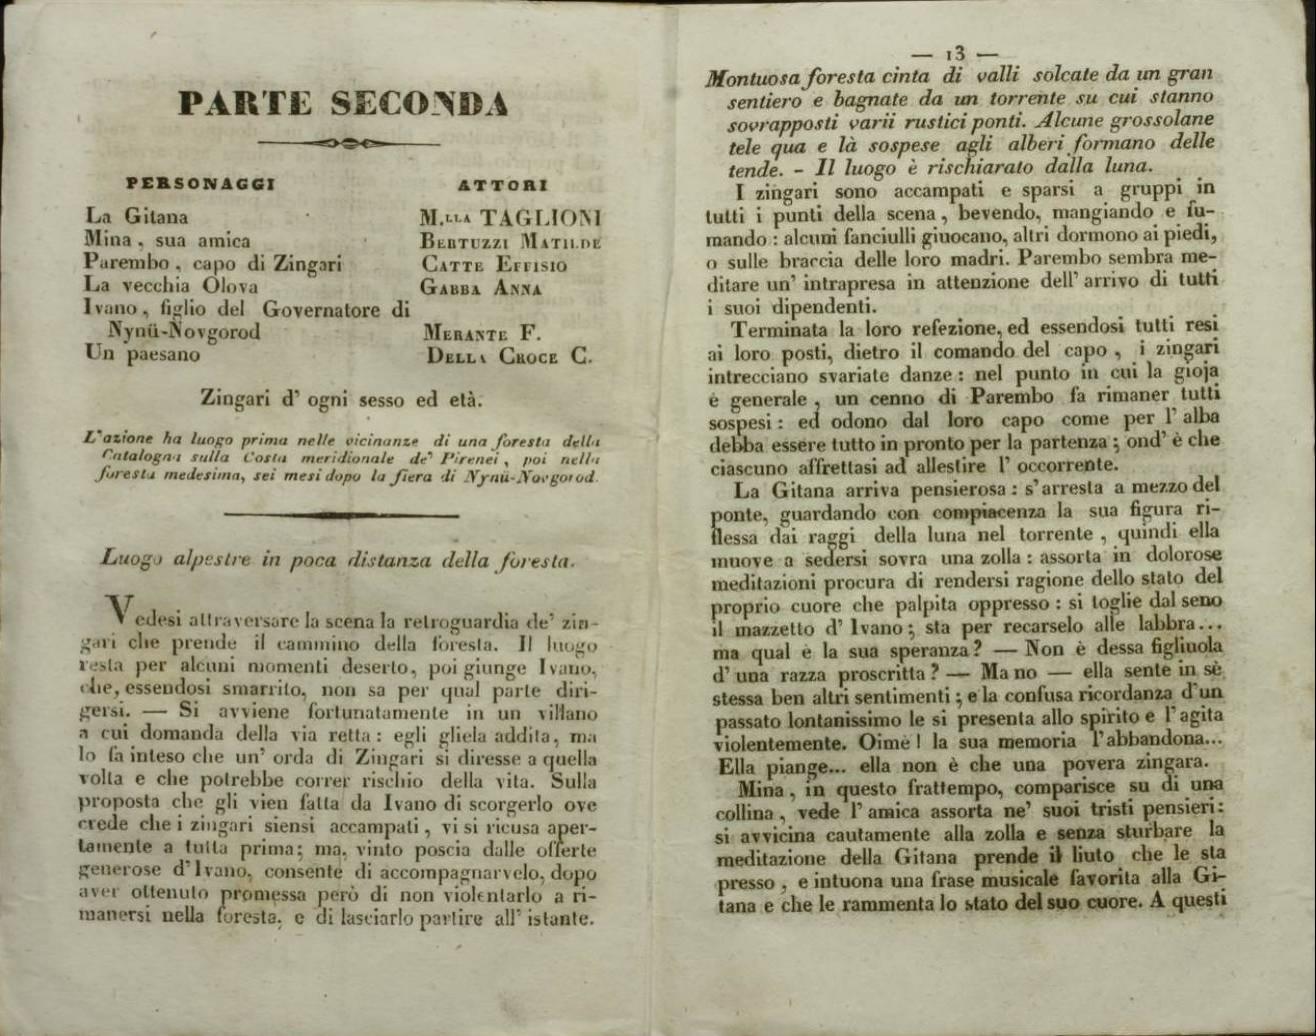 PARTE SECONDA
PERSONAGGI ATTORI
La Gitana M.LLA TAGLIONI
Mina, sua amica BERTUZZI MATILDE
Parembo, capo di Zingari CATTE EFFISIO
La vecchia Olova GABBA ANNA
Ivano, figlio del Governatore di
Nynü-Novgorod MERANTE F.
Un paesano DELLA CROCE C.
Zingari d' ogni sesso ed età.
L'azione ha luogo prima nelle vicinanze di una foresta della
Catalogna sulla Costa meridionale de' Pirenei, poi nella
foresta medesima, sei mesi dopo la fiera di Nynü-Novgorod.
Luogo alpestre in poca distanza della foresta.
Vedesi attraversare la scena la retroguardia de' zin-
gari che prende il cammino della foresta. Il luogo
resta per alcuni momenti deserto, poi giunge Ivano,
che, essendosi smarrito, non sa per qual parte diri-
gersi. — Si avviene fortunatamente in un villano
a cui domanda della via retta: egli gliela addita, ma
lo fa inteso che un' orda di Zingari si diresse a quella
volta e che potrebbe correr rischio della vita. Sulla
proposta che gli vien fatta da Ivano di scorgerlo ove
crede che i zingari siensi accampati, vi si ricusa aper-
tamente a tutta prima; ma, vinto poscia dalle offerte
generose d'Ivano, consente di accompagnarvelo, dopo
aver ottenuto promessa però di non violentarlo a ri-
manersi nella foresta, e di lasciarlo partire all' istante.
— 13 —
Montuosa foresta cinta di valli solcate da un gran
sentiero e bagnate da un torrente su cui stanno
sovrapposti varii rustici ponti. Alcune grossolane
tele qua e là sospese agli alberi formano delle
tende. - Il luogo è rischiarato dalla luna.
I zingari sono accampati e sparsi a gruppi in
tutti i punti della scena, bevendo, mangiando e fu-
mando: alcuni fanciulli giuocano, altri dormono ai piedi,
o sulle braccia delle loro madri. Parembo sembra me-
ditare un' intrapresa in attenzione dell' arrivo di tutti
i suoi dipendenti.
Terminata la loro refezione, ed essendosi tutti resi
ai loro posti, dietro il comando del capo, i zingari
intrecciano svariate danze: nel punto in cui la gioja
è generale, un cenno di Parembo fa rimaner tutti
sospesi: ed odono dal loro capo come per l' alba
debba essere tutto in pronto per la partenza; ond' è che
ciascuno affrettasi ad allestire l' occorrente.
La Gitana arriva pensierosa: s'arresta a mezzo del
ponte, guardando con compiacenza la sua figura ri-
flessa dai raggi della luna nel torrente, quindi ella
muove a sedersi sovra una zolla: assorta in dolorose
meditazioni procura di rendersi ragione dello stato del
proprio cuore che palpita oppresso: si toglie dal seno
il mazzetto d' Ivano; sta per recarselo alle labbra...
ma qual è la sua speranza? — Non è dessa figliuola
d' una razza proscritta? — Ma no — ella sente in sè
stessa ben altri sentimenti; e la confusa ricordanza d'un
passato lontanissimo le si presenta allo spirito e l'agita
violentemente. Oimè! la sua memoria l'abbandona...
Ella piange... ella non è che una povera zingara.
Mina, in questo frattempo, comparisce su di una
collina, vede l' amica assorta ne' suoi tristi pensieri:
si avvicina cautamente alla zolla e senza sturbare la
meditazione della Gitana prende il liuto che le sta
presso, e intuona una frase musicale favorita alla Gi-
tana e che le rammenta lo stato del suo cuore. A questi